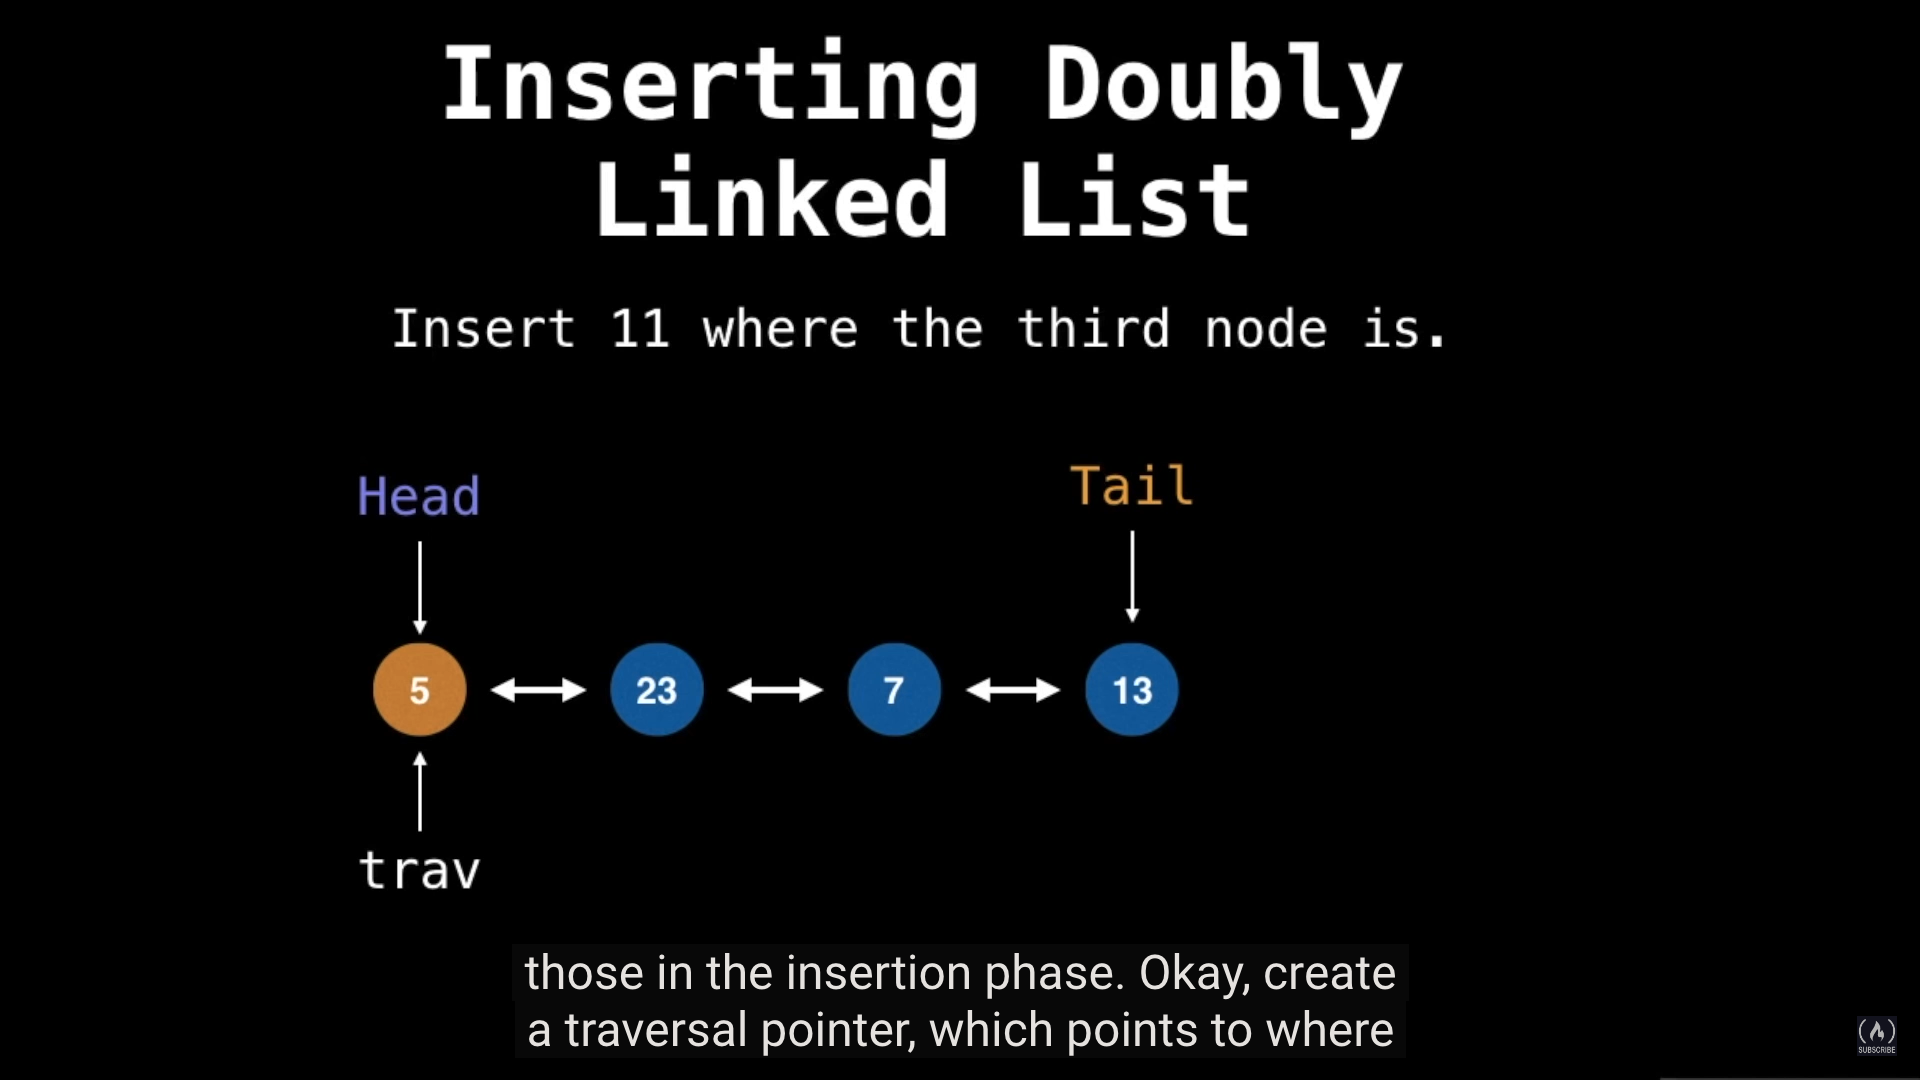 Inserting Doubly
Linked List
Insert 11 where the third node is.
Head
Tail
5
23
7
13
trav
those in the insertion phase. Okay, create
a traversal pointer, which points to where
SUBSCRIBE